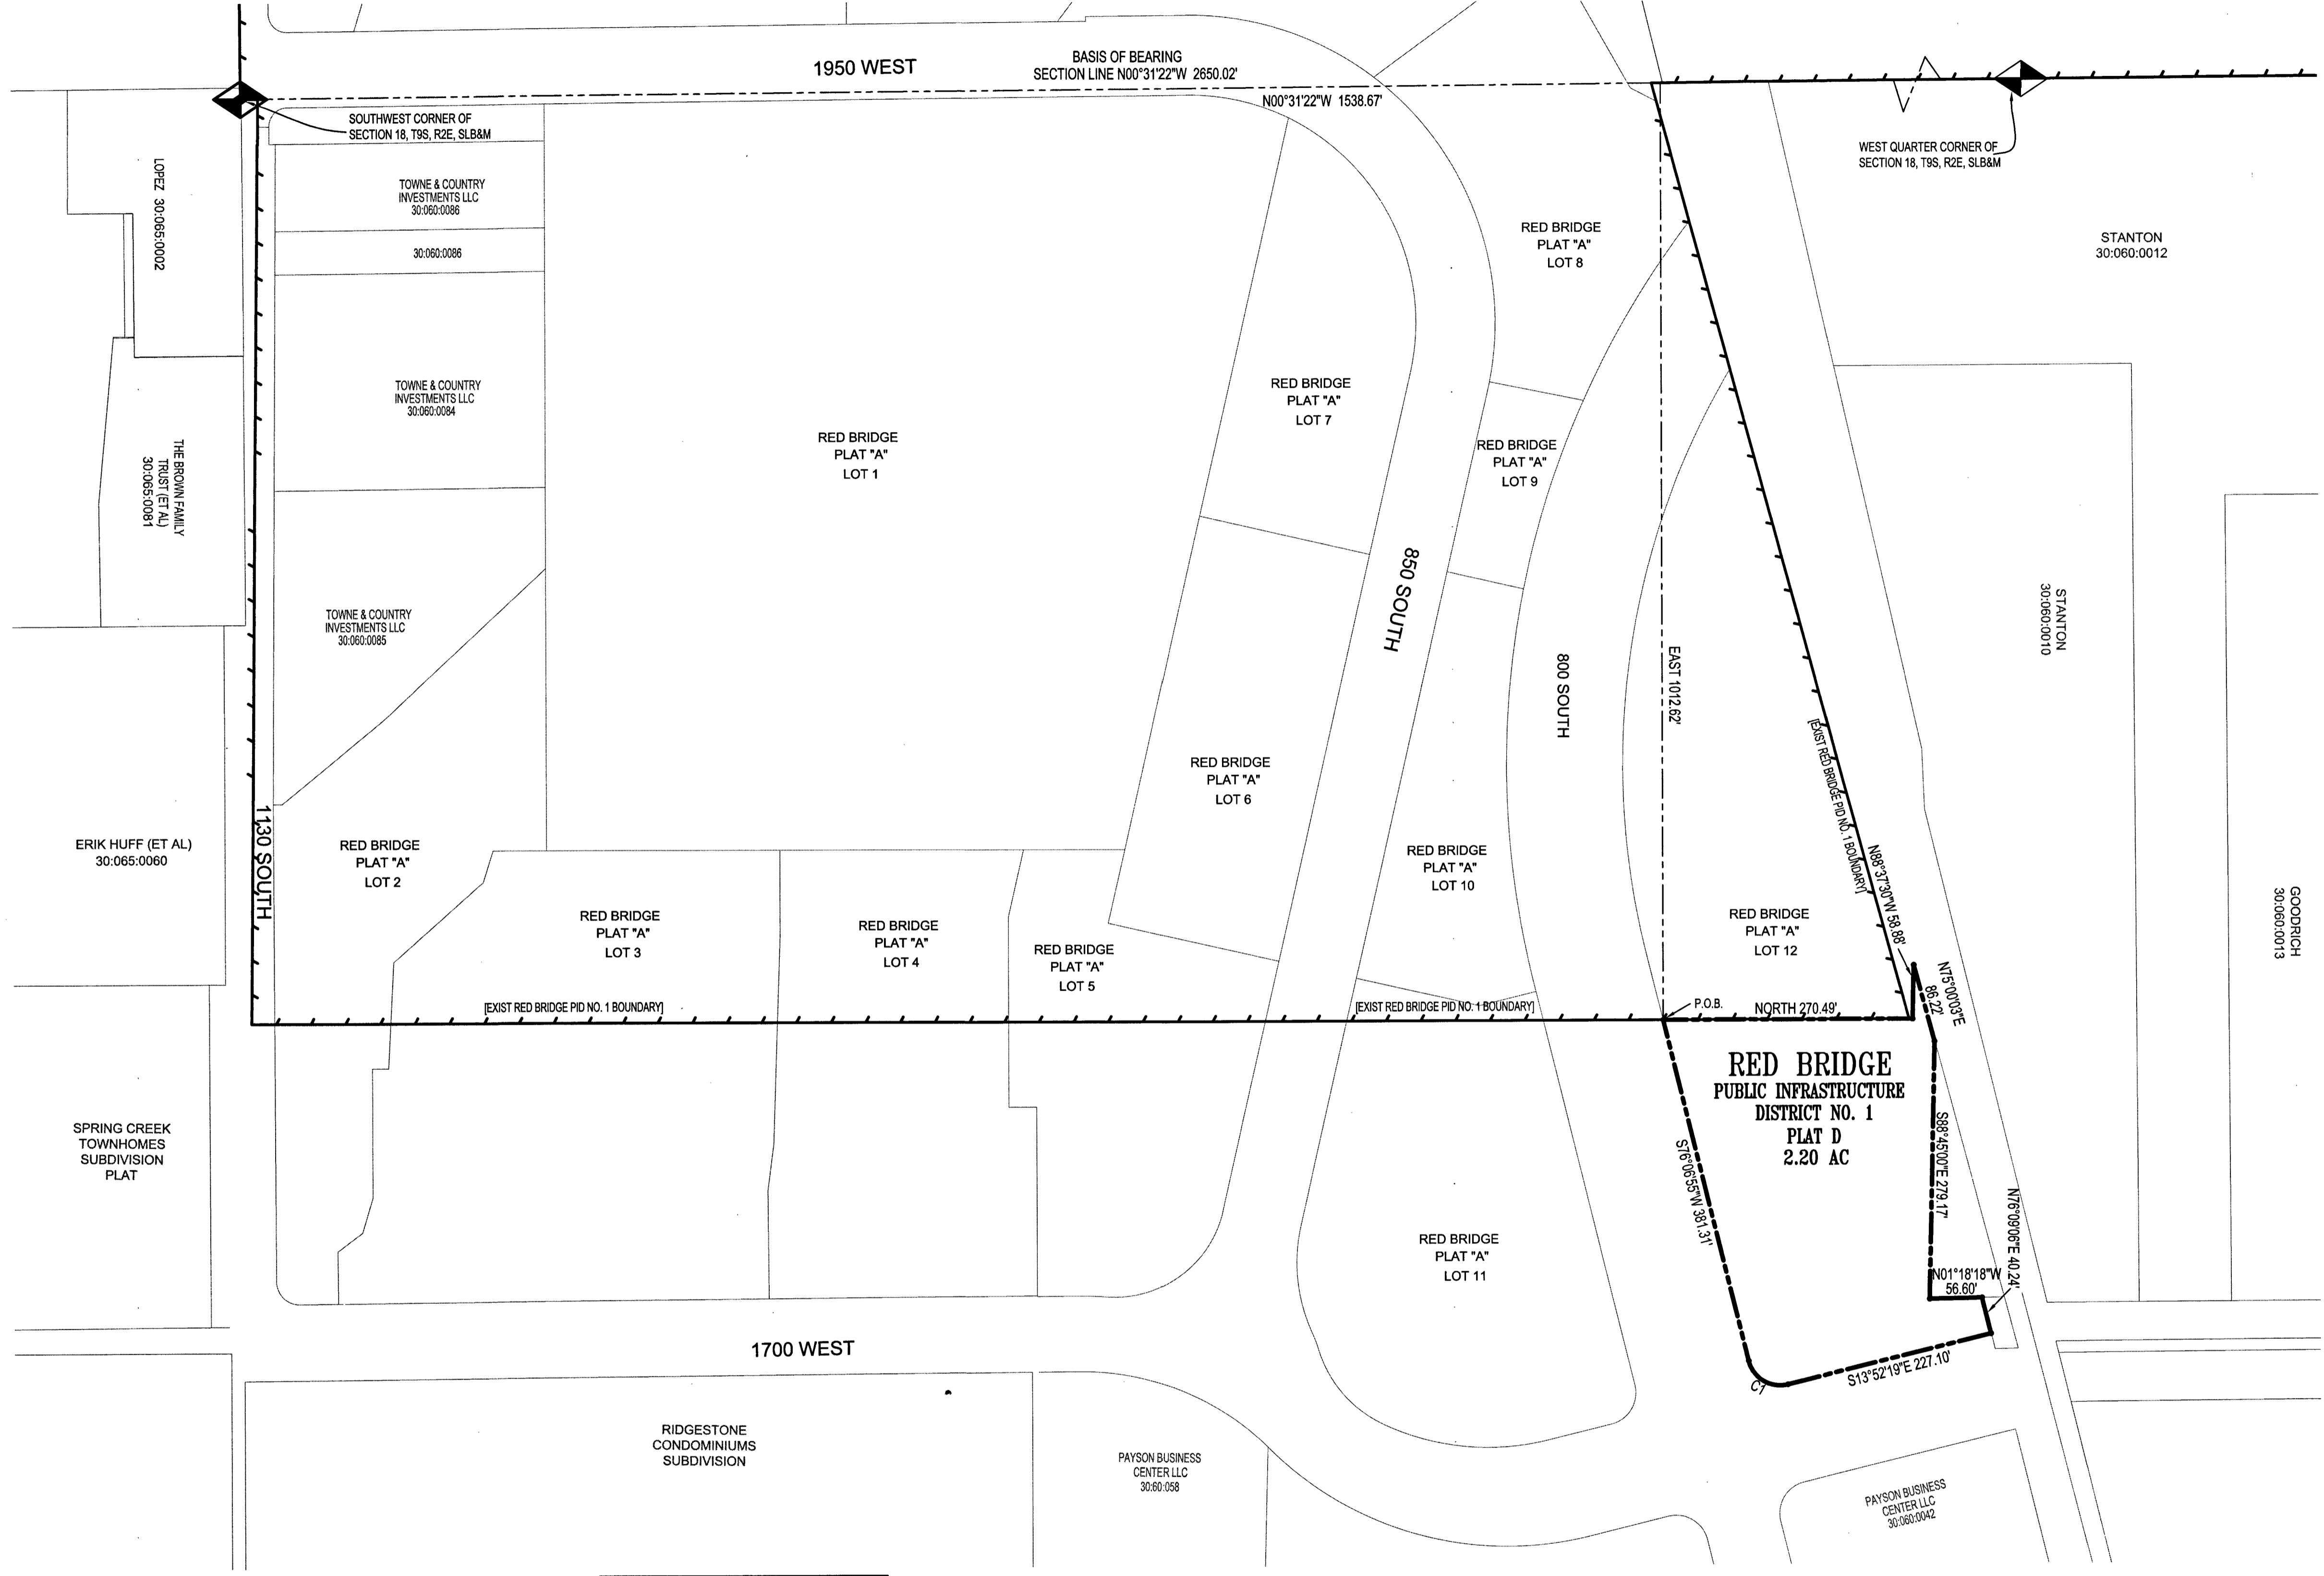 1950 WEST
BASIS OF BEARING
SECTION LINE N00°31'22"W 2650.02'
N00°31'22"W 1538.67'
SOUTHWEST CORNER OF
SECTION 18, T9S, R2E, SLB&M
WEST QUARTER CORNER OF
SECTION 18, T9S, R2E, SLB&M
LOPEZ 30:065:0002
TOWNE & COUNTRY
INVESTMENTS LLC
30:060:0086
30:060:0086
RED BRIDGE
PLAT "A"
LOT 8
STANTON
30:060:0012
TOWNE & COUNTRY
INVESTMENTS LLC
30:060:0084
RED BRIDGE
PLAT "A"
LOT 7
THE BROWN FAMILY
TRUST (ET AL)
30:065:0081
RED BRIDGE
PLAT "A"
LOT 1
RED BRIDGE
PLAT "A"
LOT 9
850 SOUTH
TOWNE & COUNTRY
INVESTMENTS LLC
30:060:0085
800 SOUTH
EAST 1012.62'
STANTON
30:060:0010
RED BRIDGE
PLAT "A"
LOT 6
[EXIST RED BRIDGE PID NO. 1 BOUNDARY]
ERIK HUFF (ET AL)
30:065:0060
1130 SOUTH
RED BRIDGE
PLAT "A"
LOT 2
RED BRIDGE
PLAT "A"
LOT 10
N88°37'30"W 58.88'
RED BRIDGE
PLAT "A"
LOT 3
RED BRIDGE
PLAT "A"
LOT 4
RED BRIDGE
PLAT "A"
LOT 5
RED BRIDGE
PLAT "A"
LOT 12
GOODRICH
30:060:0013
N75°00'03"E
86.22'
[EXIST RED BRIDGE PID NO. 1 BOUNDARY]
[EXIST RED BRIDGE PID NO. 1 BOUNDARY]
P.O.B.
NORTH 270.49'
RED BRIDGE
PUBLIC INFRASTRUCTURE
DISTRICT NO. 1
PLAT D
2.20 AC
SPRING CREEK
TOWNHOMES
SUBDIVISION
PLAT
S76°06'55"W 381.31'
S88°45'00"E 279.17'
N76°09'06"E 40.24'
RED BRIDGE
PLAT "A"
LOT 11
N01°18'18"W
56.60'
1700 WEST
S13°52'19"E 227.10'
C1
RIDGESTONE
CONDOMINIUMS
SUBDIVISION
PAYSON BUSINESS
CENTER LLC
30:60:058
PAYSON BUSINESS
CENTER LLC
30:060:0042